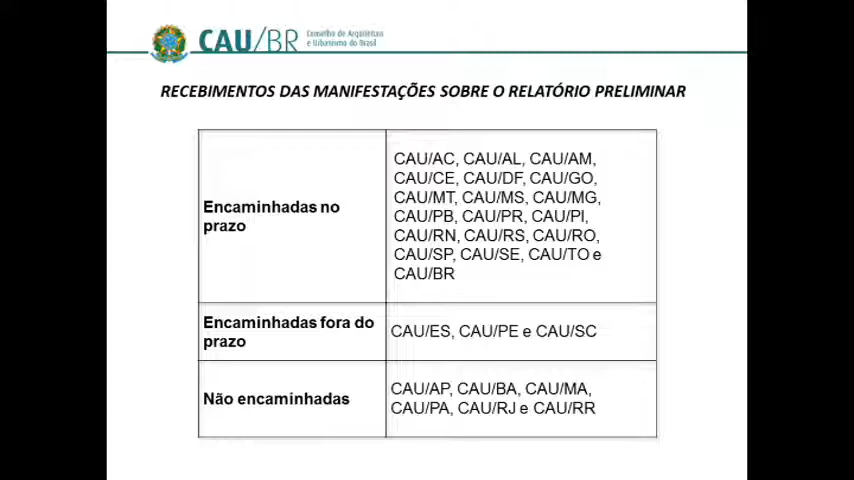 CAU/BR Conselho de Arquitetura
e Urbanismo do Brasil
RECEBIMENTOS DAS MANIFESTAÇÕES SOBRE O RELATÓRIO PRELIMINAR
Encaminhadas no
prazo
CAU/AC, CAU/AL, CAU/AM,
CAU/CE, CAU/DF, CAU/GO,
CAU/MT, CAU/MS, CAU/MG,
CAU/PB, CAU/PR, CAU/PI,
CAU/RN, CAU/RS, CAU/RO,
CAU/SP, CAU/SE, CAU/TO e
CAU/BR
Encaminhadas fora do
prazo
CAU/ES, CAU/PE e CAU/SC
Não encaminhadas
CAU/AP, CAU/BA, CAU/MA,
CAU/PA, CAU/RJ e CAU/RR